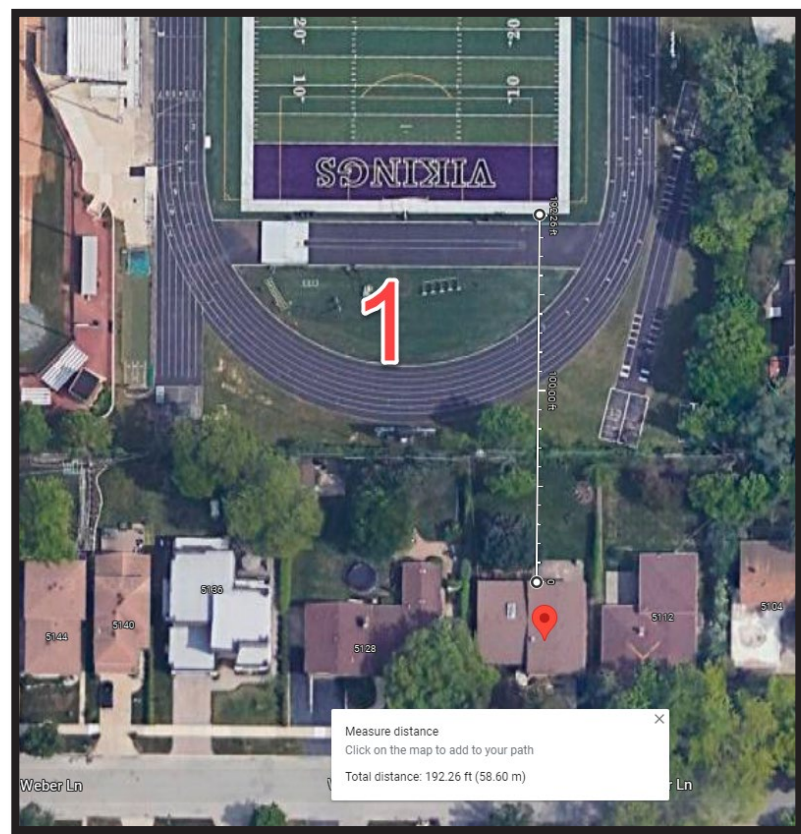 20
20
10
10
VIKINGS
192.26 ft
1
100.00 ft
0
5136
5144
5140
5128
5112
5104
Measure distance
Click on the map to add to your path
Total distance: 192.26 ft (58.60 m)
Weber Ln
r Ln